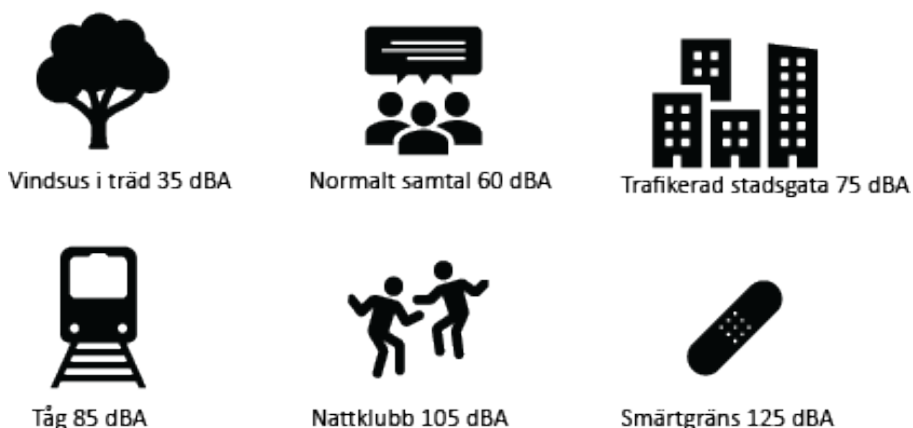 Vindsus i träd 35 dBA
Normalt samtal 60 dBA
Trafikerad stadsgata 75 dBA
Tåg 85 dBA
Nattklubb 105 dBA
Smärtgräns 125 dBA